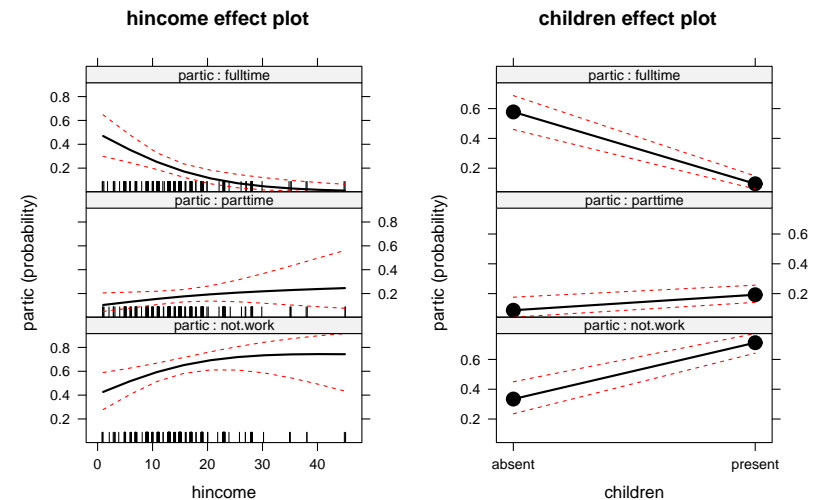 hincome effect plot
partic (probability)
partic : fulltime
0.8
0.6
0.4
0.2
partic : parttime
0.8
0.6
0.4
0.2
partic : not.work
0.8
0.6
0.4
0.2
0 10 20 30 40
hincome
children effect plot
partic (probability)
partic : fulltime
0.6
0.4
0.2
partic : parttime
0.6
0.4
0.2
partic : not.work
0.6
0.4
0.2
absent present
children